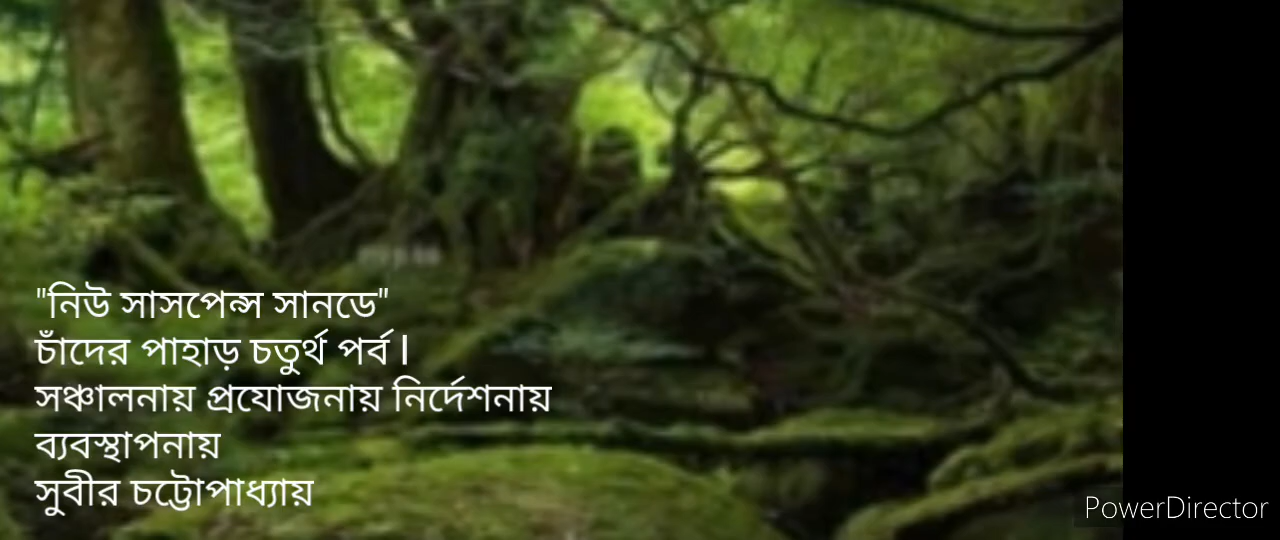 "নিউ সাসপেন্স সানডে"
চাঁদের পাহাড় চতুর্থ পর্ব।
সঞ্চালনায় প্রযোজনায় নির্দেশনায়
ব্যবস্থাপনায়
সুবীর চট্টোপাধ্যায়
PowerDirector